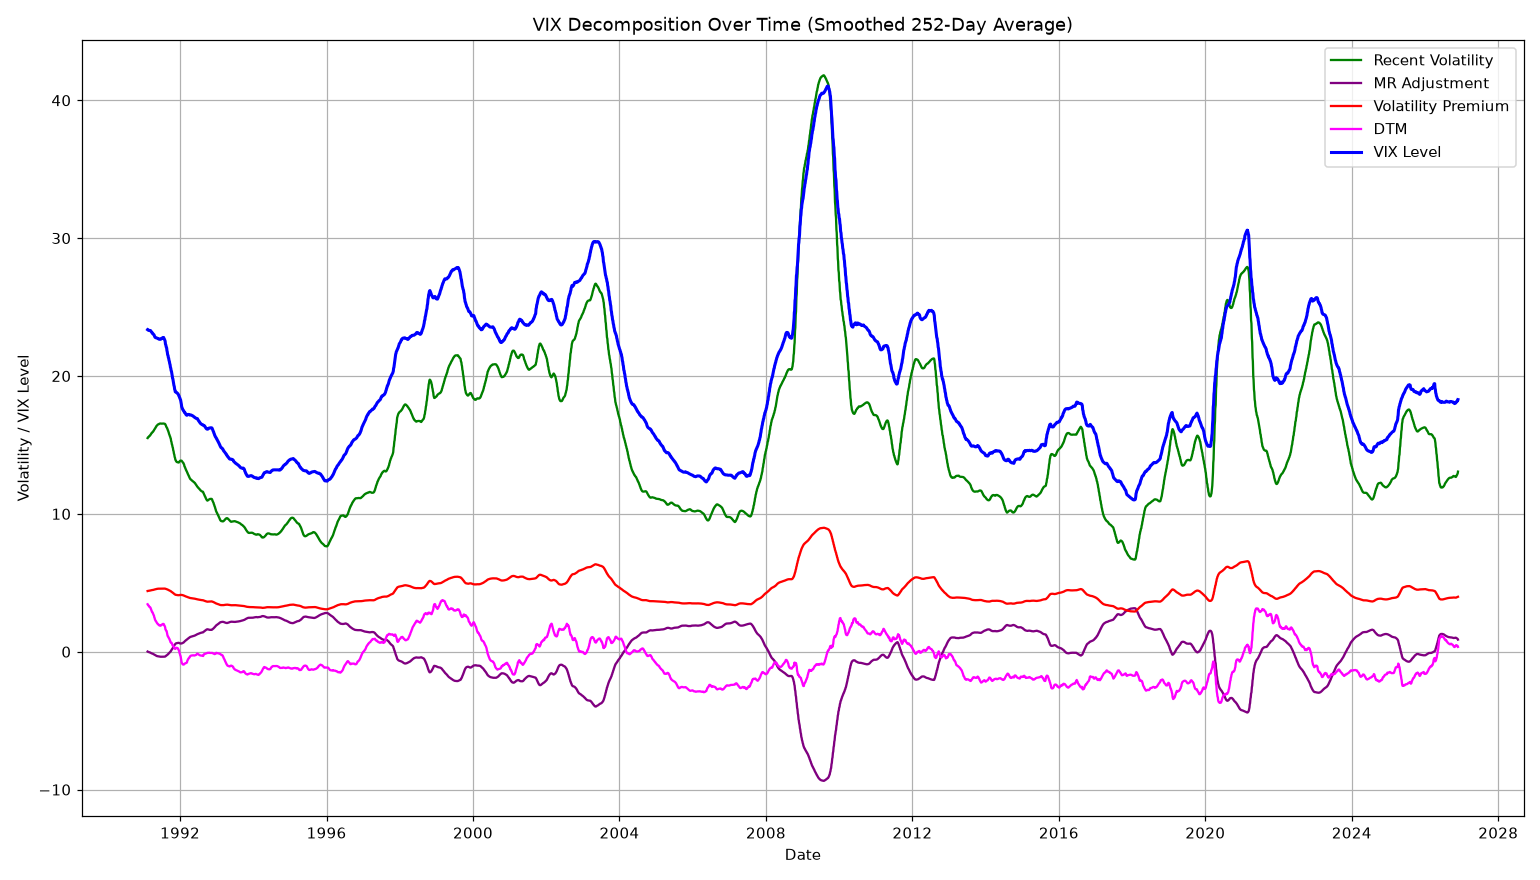 VIX Decomposition Over Time (Smoothed 252-Day Average)
Recent Volatility
MR Adjustment
Volatility Premium
DTM
VIX Level
Volatility / VIX Level
40
30
20
10
0
−10
1992 1996 2000 2004 2008 2012 2016 2020 2024 2028
Date